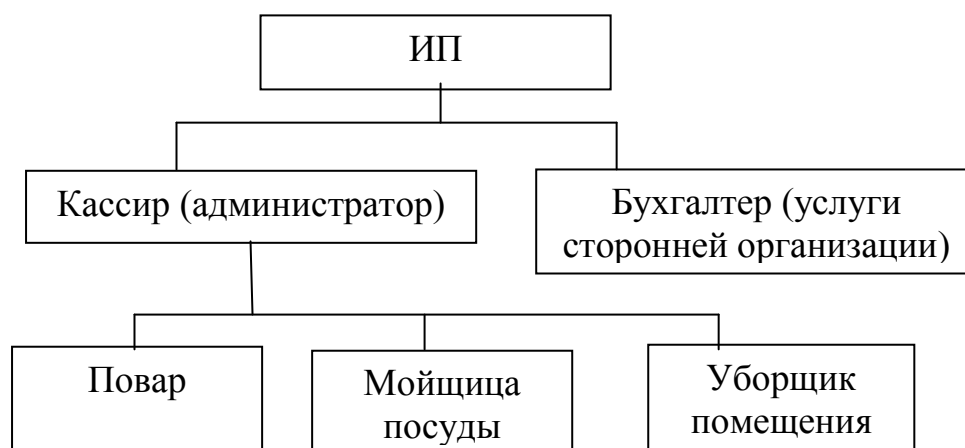 ИП
Кассир (администратор)
Бухгалтер (услуги
сторонней организации)
Повар
Мойщица
посуды
Уборщик
помещения